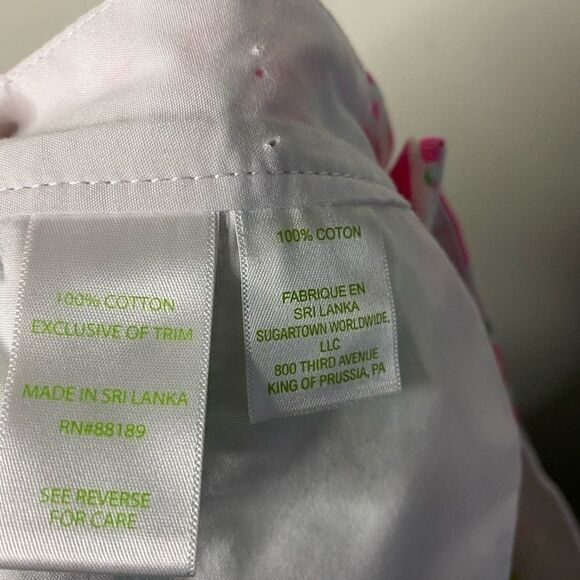 100% COTTON
EXCLUSIVE OF TRIM
MADE IN SRI LANKA
RN#88189
SEE REVERSE
FOR CARE
100% COTON
FABRIQUE EN
SRI LANKA
SUGARTOWN WORLDWIDE,
LLC
800 THIRD AVENUE
KING OF PRUSSIA, PA